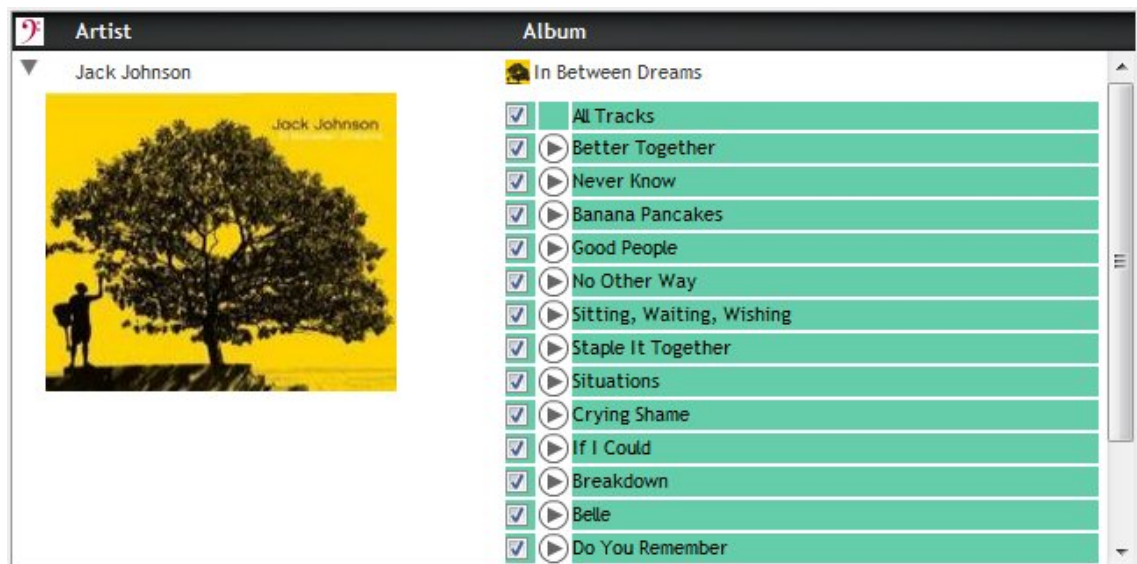 Artist Album
Jack Johnson In Between Dreams
Jack Johnson
All Tracks
Better Together
Never Know
Banana Pancakes
Good People
No Other Way
Sitting, Waiting, Wishing
Staple It Together
Situations
Crying Shame
If I Could
Breakdown
Belle
Do You Remember